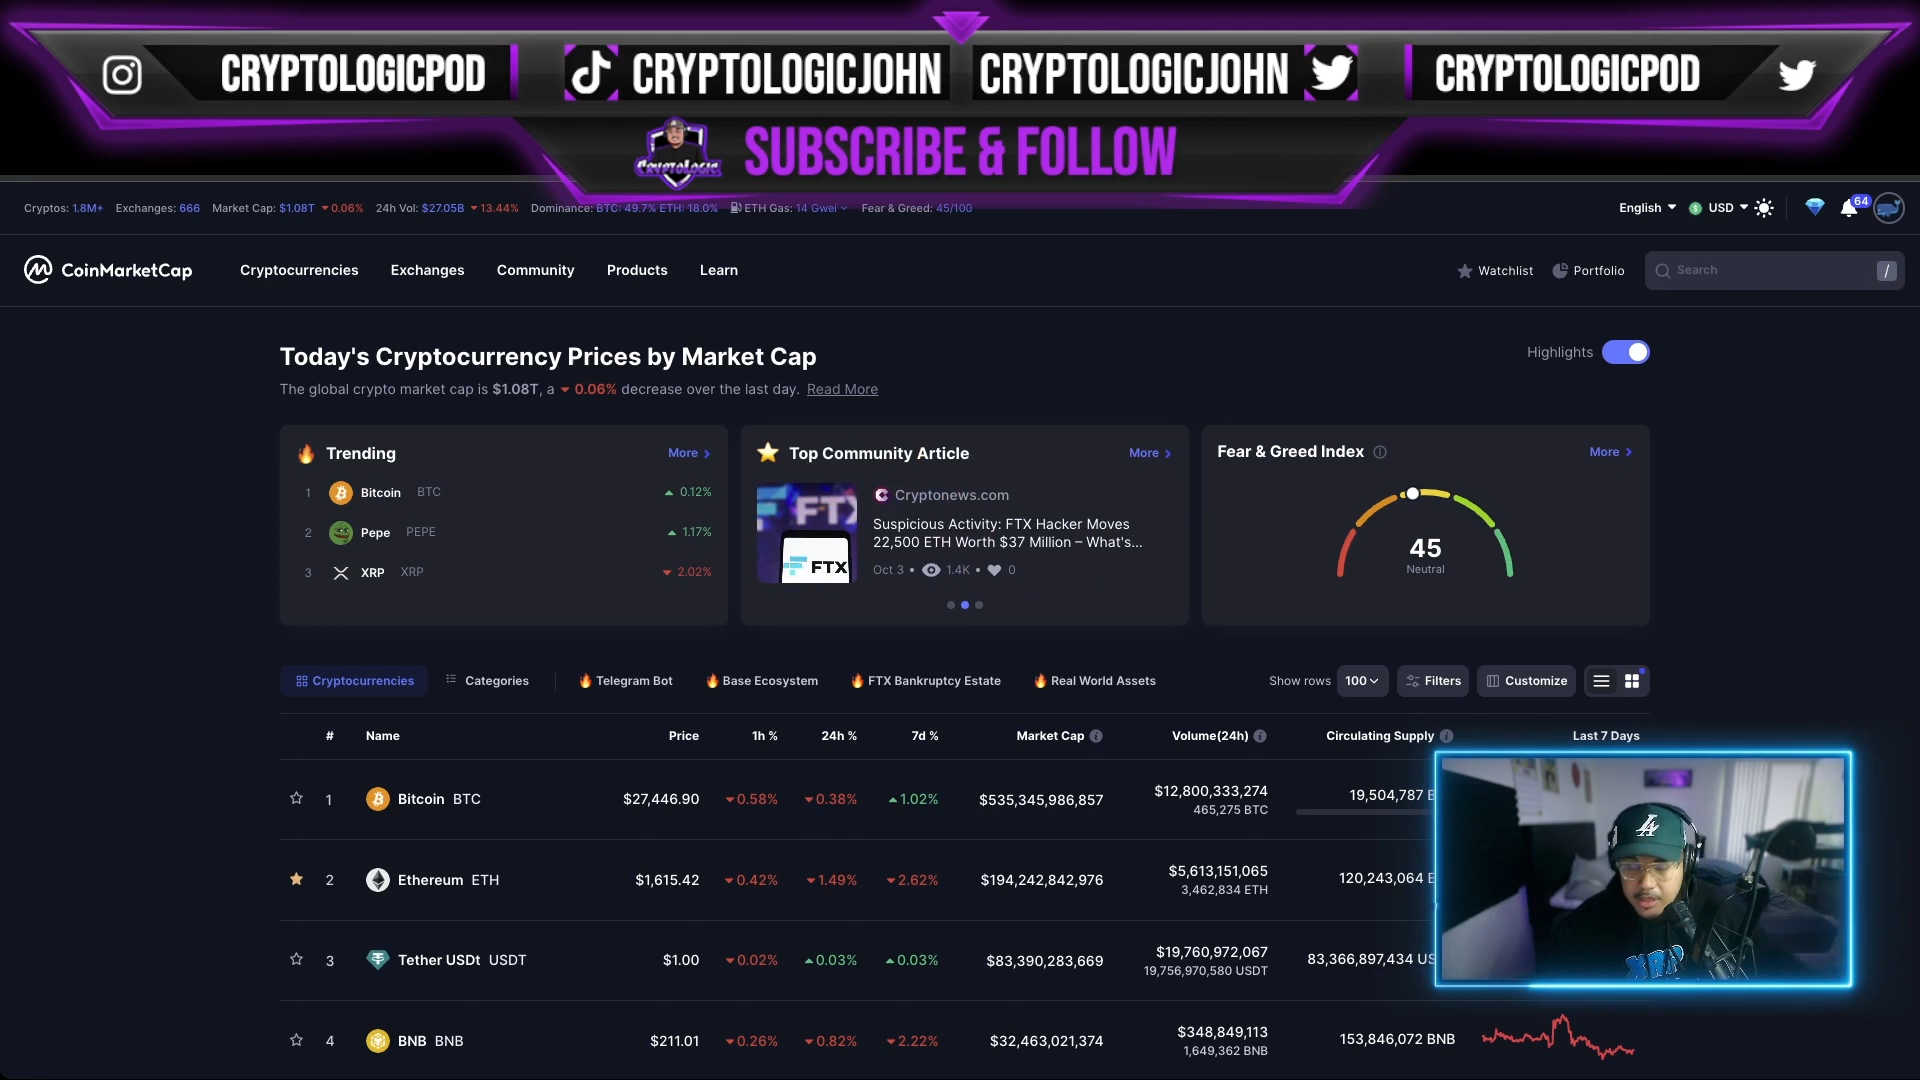 CRYPTOLOGICPOD
CRYPTOLOGICJOHN
CRYPTOLOGICJOHN
CRYPTOLOGICPOD
CRYPTOLOGIC
SUBSCRIBE & FOLLOW
Cryptos: 1.8M+ Exchanges: 666 Market Cap: $1.08T 0.06% 24h Vol: $27.05B 13.44% Dominance: BTC: 49.7% ETH: 18.0% ETH Gas: 14 Gwei Fear & Greed: 45/100
English USD 64
CoinMarketCap Cryptocurrencies Exchanges Community Products Learn
Watchlist Portfolio Search /
Today's Cryptocurrency Prices by Market Cap
Highlights
The global crypto market cap is $1.08T, a 0.06% decrease over the last day. Read More
Trending More
1 Bitcoin BTC 0.12%
2 Pepe PEPE 1.17%
3 XRP XRP 2.02%
Top Community Article More
FTX
FTX
Cryptonews.com
Suspicious Activity: FTX Hacker Moves
22,500 ETH Worth $37 Million – What's...
Oct 3 • 1.4K • 0
Fear & Greed Index More
45
Neutral
Cryptocurrencies Categories Telegram Bot Base Ecosystem FTX Bankruptcy Estate Real World Assets
Show rows 100 Filters Customize
# Name Price 1h % 24h % 7d % Market Cap Volume(24h) Circulating Supply Last 7 Days
1 Bitcoin BTC $27,446.90 0.58% 0.38% 1.02% $535,345,986,857 $12,800,333,274 19,504,787 B
465,275 BTC
2 Ethereum ETH $1,615.42 0.42% 1.49% 2.62% $194,242,842,976 $5,613,151,065 120,243,064 E
3,462,834 ETH
3 Tether USDt USDT $1.00 0.02% 0.03% 0.03% $83,390,283,669 $19,760,972,067 83,366,897,434 US
19,756,970,580 USDT
4 BNB BNB $211.01 0.26% 0.82% 2.22% $32,463,021,374 $348,849,113 153,846,072 BNB
1,649,362 BNB
LA
XRP